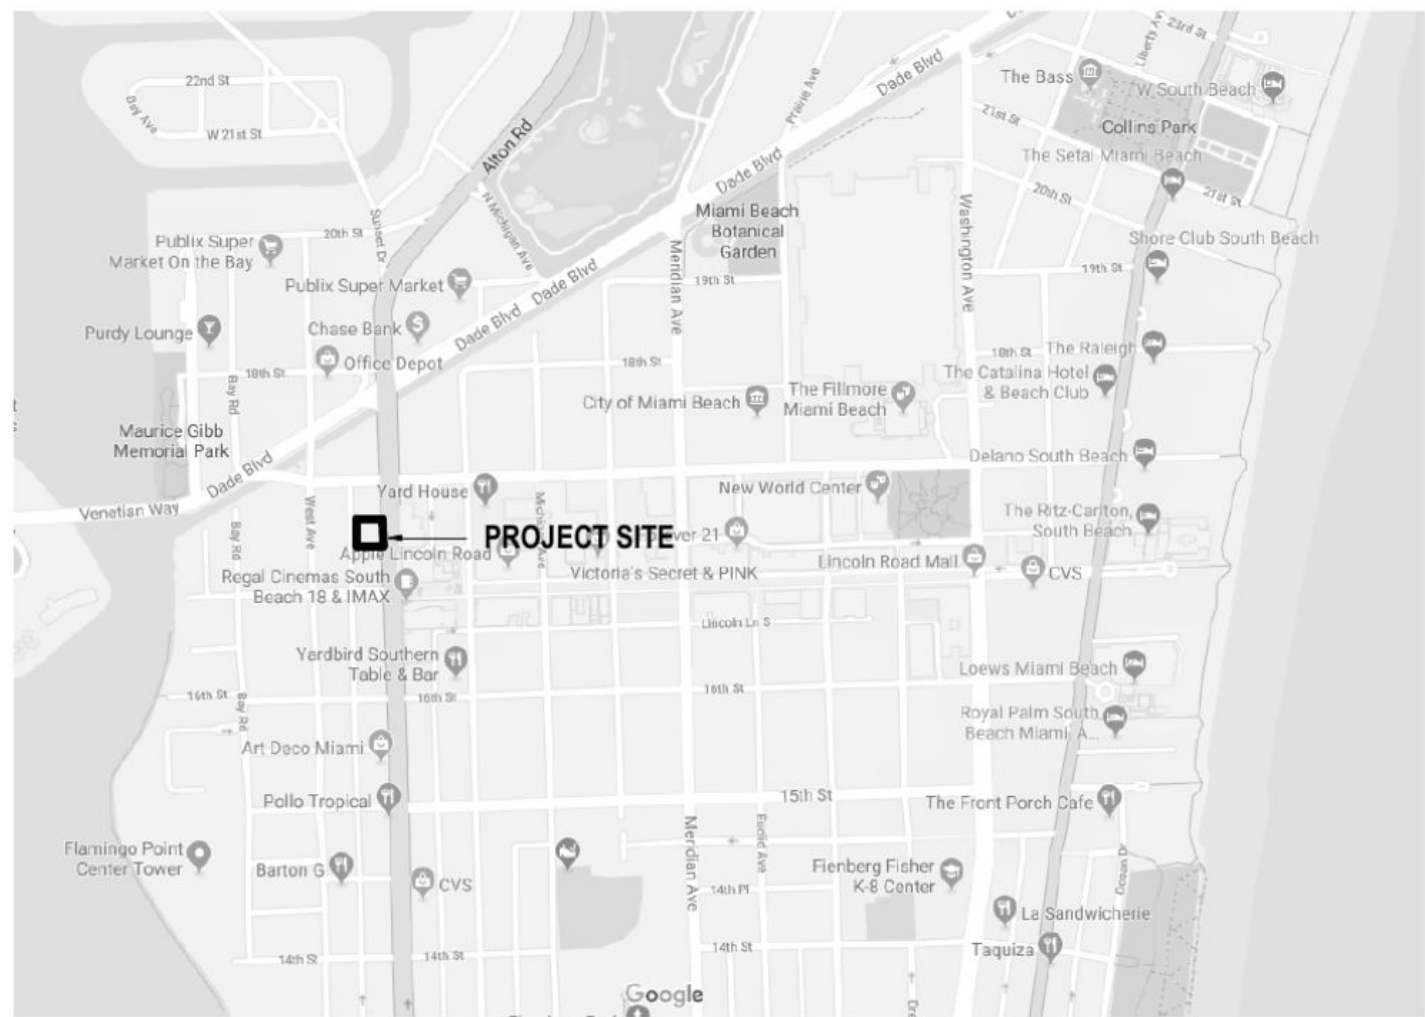 23rd St
Liberty Av
The Bass
22nd St
W South Beach
Dade Blvd
Bay Ave
Prairie Ave
21st St
W 21st St
Collins Park
Alton Rd
The Setal Miami Beach
Dade Blvd
20th St
21st St
N Michigan Ave
Washington Ave
Miami Beach
Botanical
Garden
Sunset Dr
20th St
Publix Super
Market On the Bay
Meridian Ave
Shore Club South Beach
19th St
Dade Blvd
19th St
Publix Super Market
Dade Blvd
Purdy Lounge
Chase Bank
Office Depot
18th St
18th St
18th St
The Raleigh
The Catalina Hotel
& Beach Club
Bay Rd
City of Miami Beach
The Fillmore
Miami Beach
Maurice Gibb
Memorial Park
Dade Blvd
Delano South Beach
Yard House
New World Center
Venetian Way
West Ave
Bay Rd
The Ritz-Carlton,
South Beach
PROJECT SITE
er 21
Apple Lincoln Road
Lincoln Road Mall
CVS
Regal Cinemas South
Beach 18 & IMAX
Victoria's Secret & PINK
Lincoln Ln S
Yardbird Southern
Table & Bar
Loews Miami Beach
16th St
16th St
16th St
Bay Rd
Royal Palm South
Beach Miami, A...
Art Deco Miami
Pollo Tropical
15th St
The Front Porch Cafe
Meridian Ave
Euclid Ave
Flamingo Point
Center Tower
Barton G
CVS
Fienberg Fisher
K-8 Center
Ocean Dr
14th Pl
La Sandwicherie
14th St
14th St
14th St
Taquiza
Google